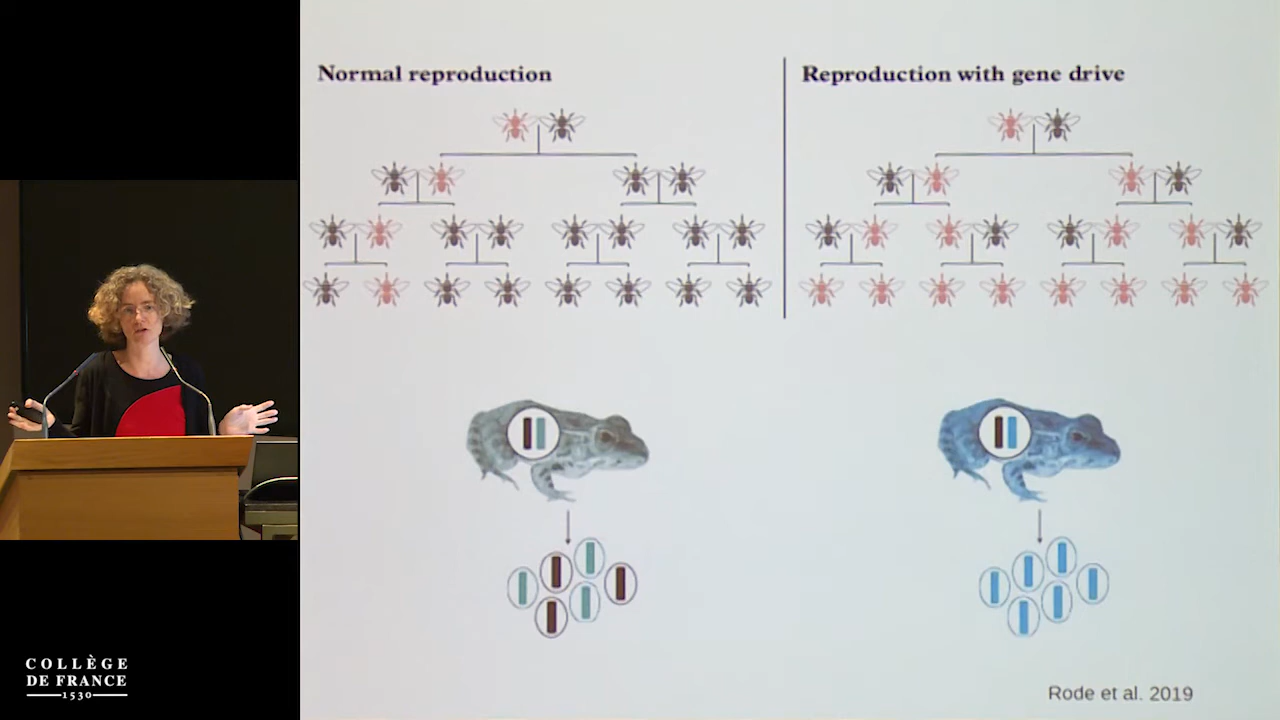 Normal reproduction
Reproduction with gene drive
Rode et al. 2019
COLLÈGE
DE FRANCE
1530